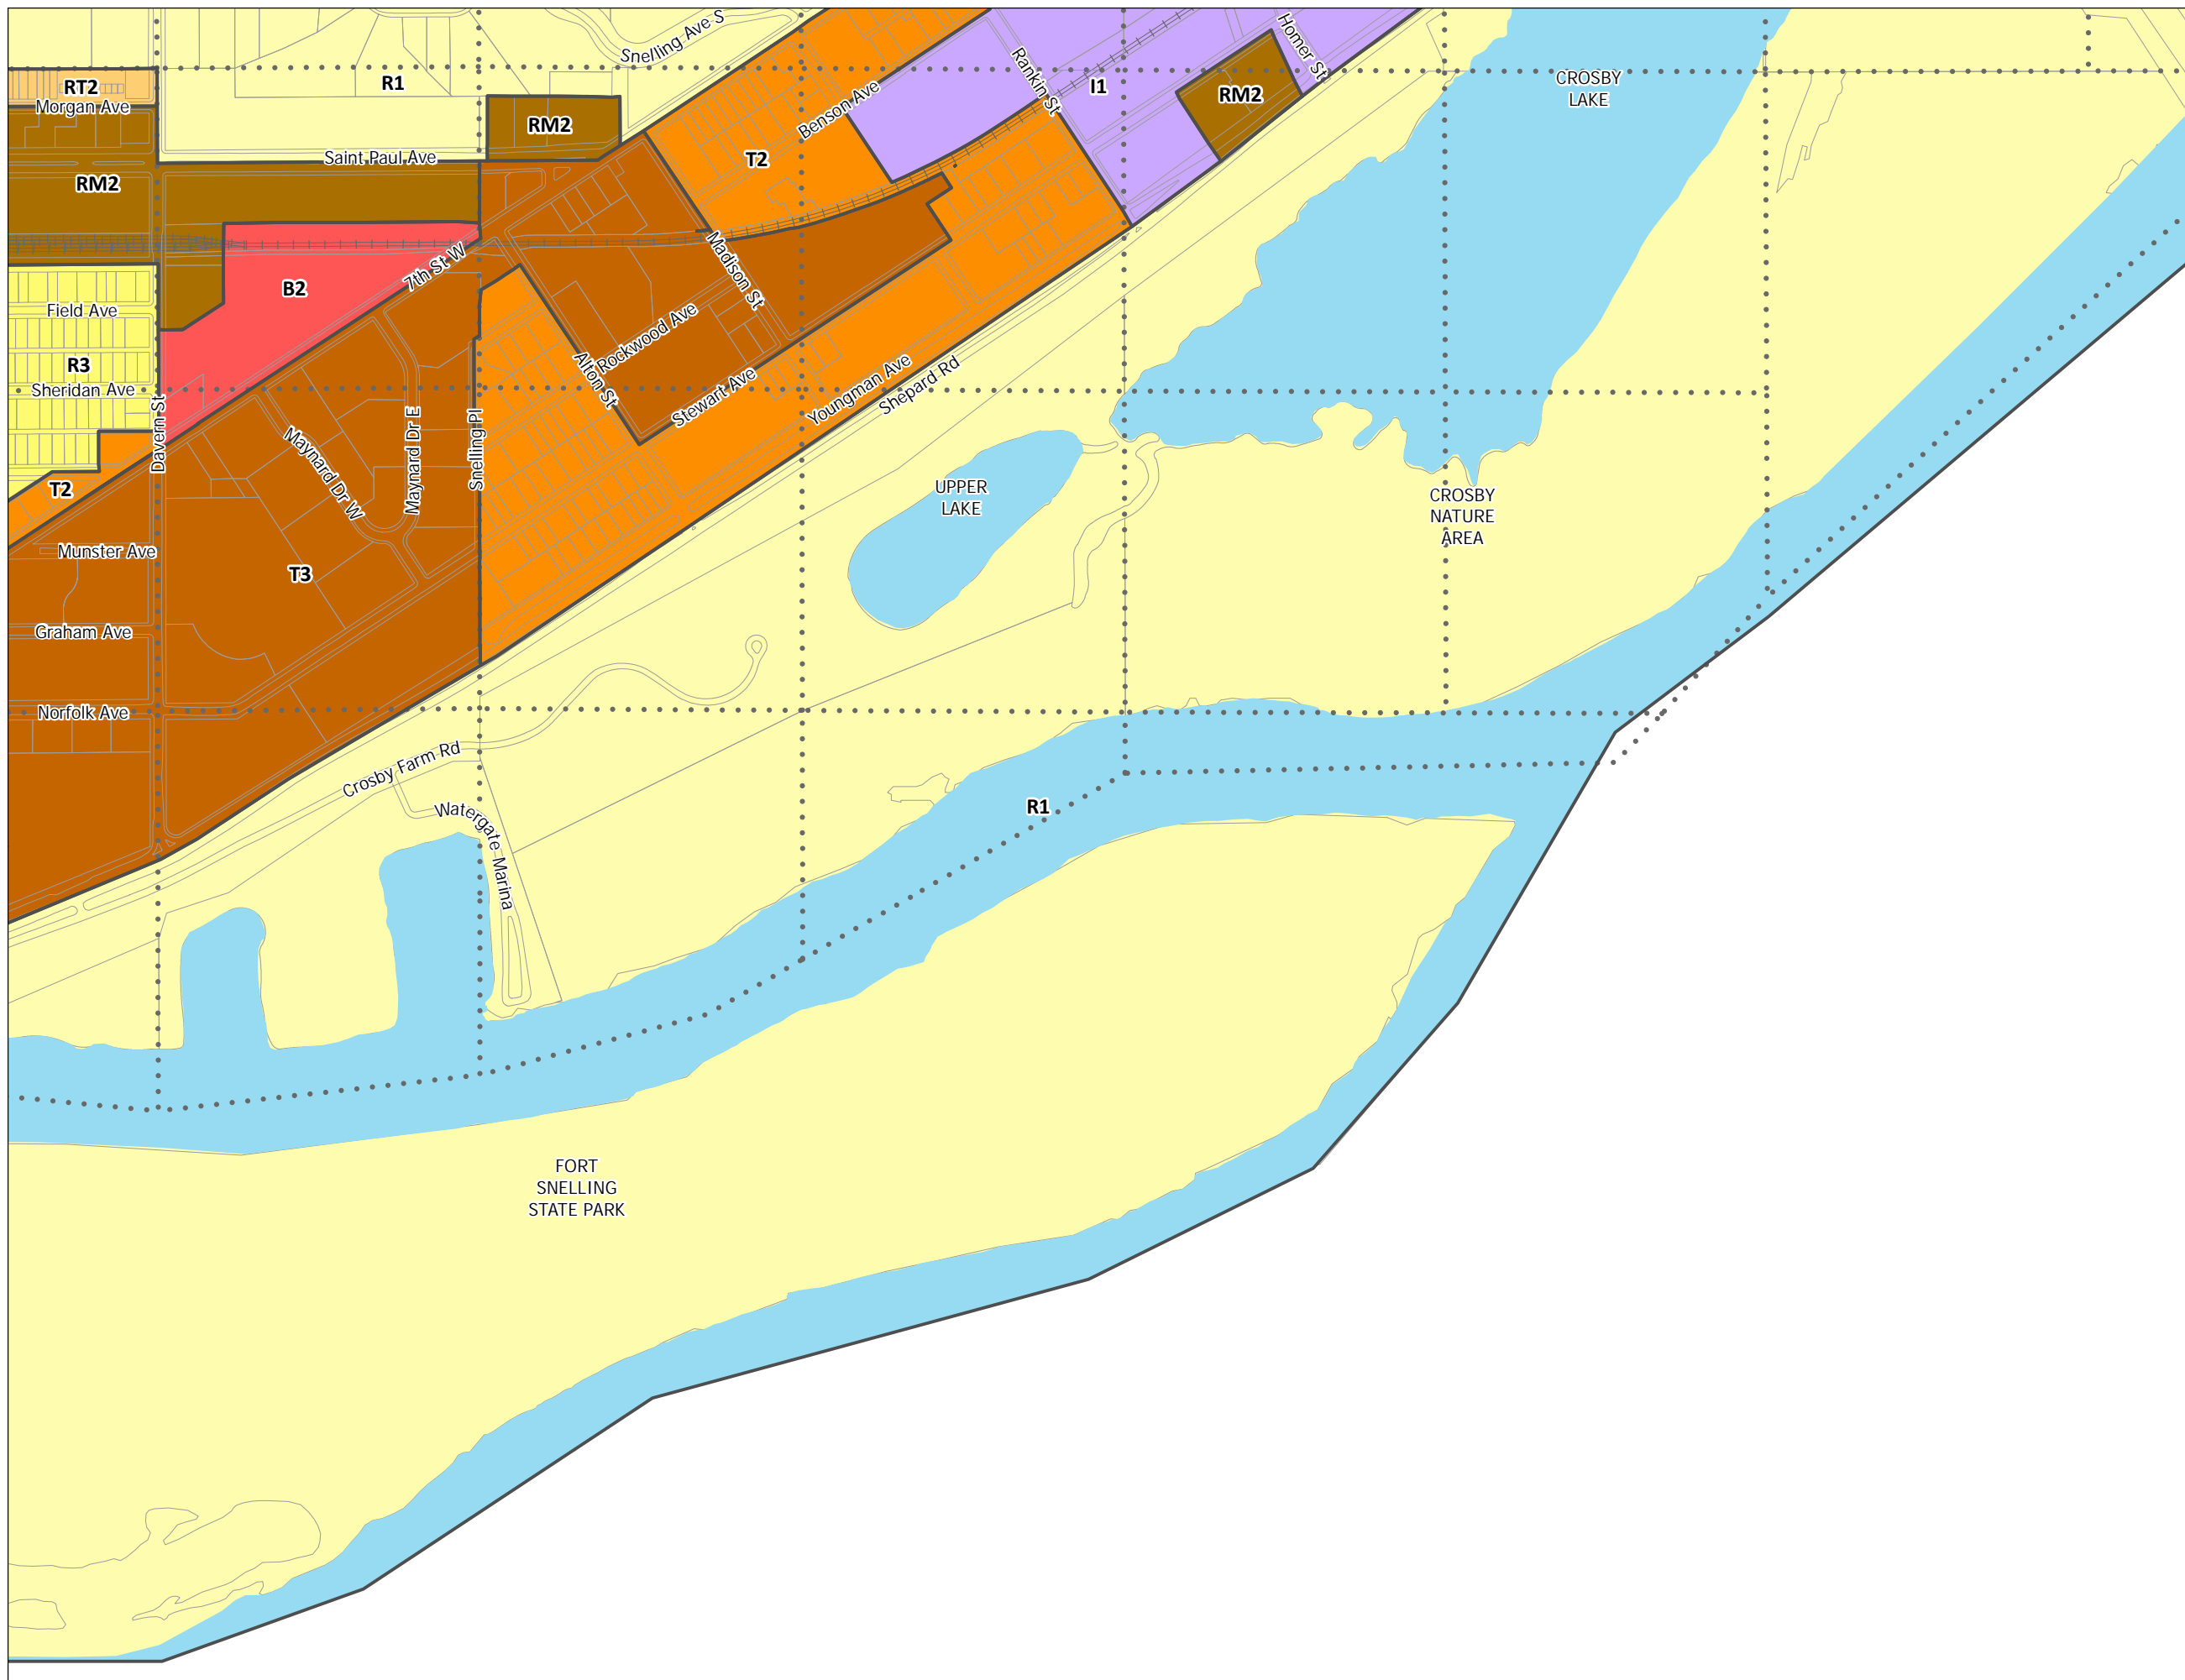 Snelling Ave S
Homer St
Rankin St
CROSBY
LAKE
RT2
R1
I1
RM2
Morgan Ave
Benson Ave
RM2
Saint Paul Ave
T2
RM2
7th St W
Madison St
B2
Field Ave
Rockwood Ave
R3
Alton St
Sheridan Ave
Stewart Ave
Youngman Ave
Shepard Rd
Davern St
Maynard Dr W
Maynard Dr E
Snelling Pl
T2
UPPER
LAKE
CROSBY
NATURE
AREA
Munster Ave
T3
Graham Ave
Norfolk Ave
Crosby Farm Rd
Watergate Marina
R1
FORT
SNELLING
STATE PARK